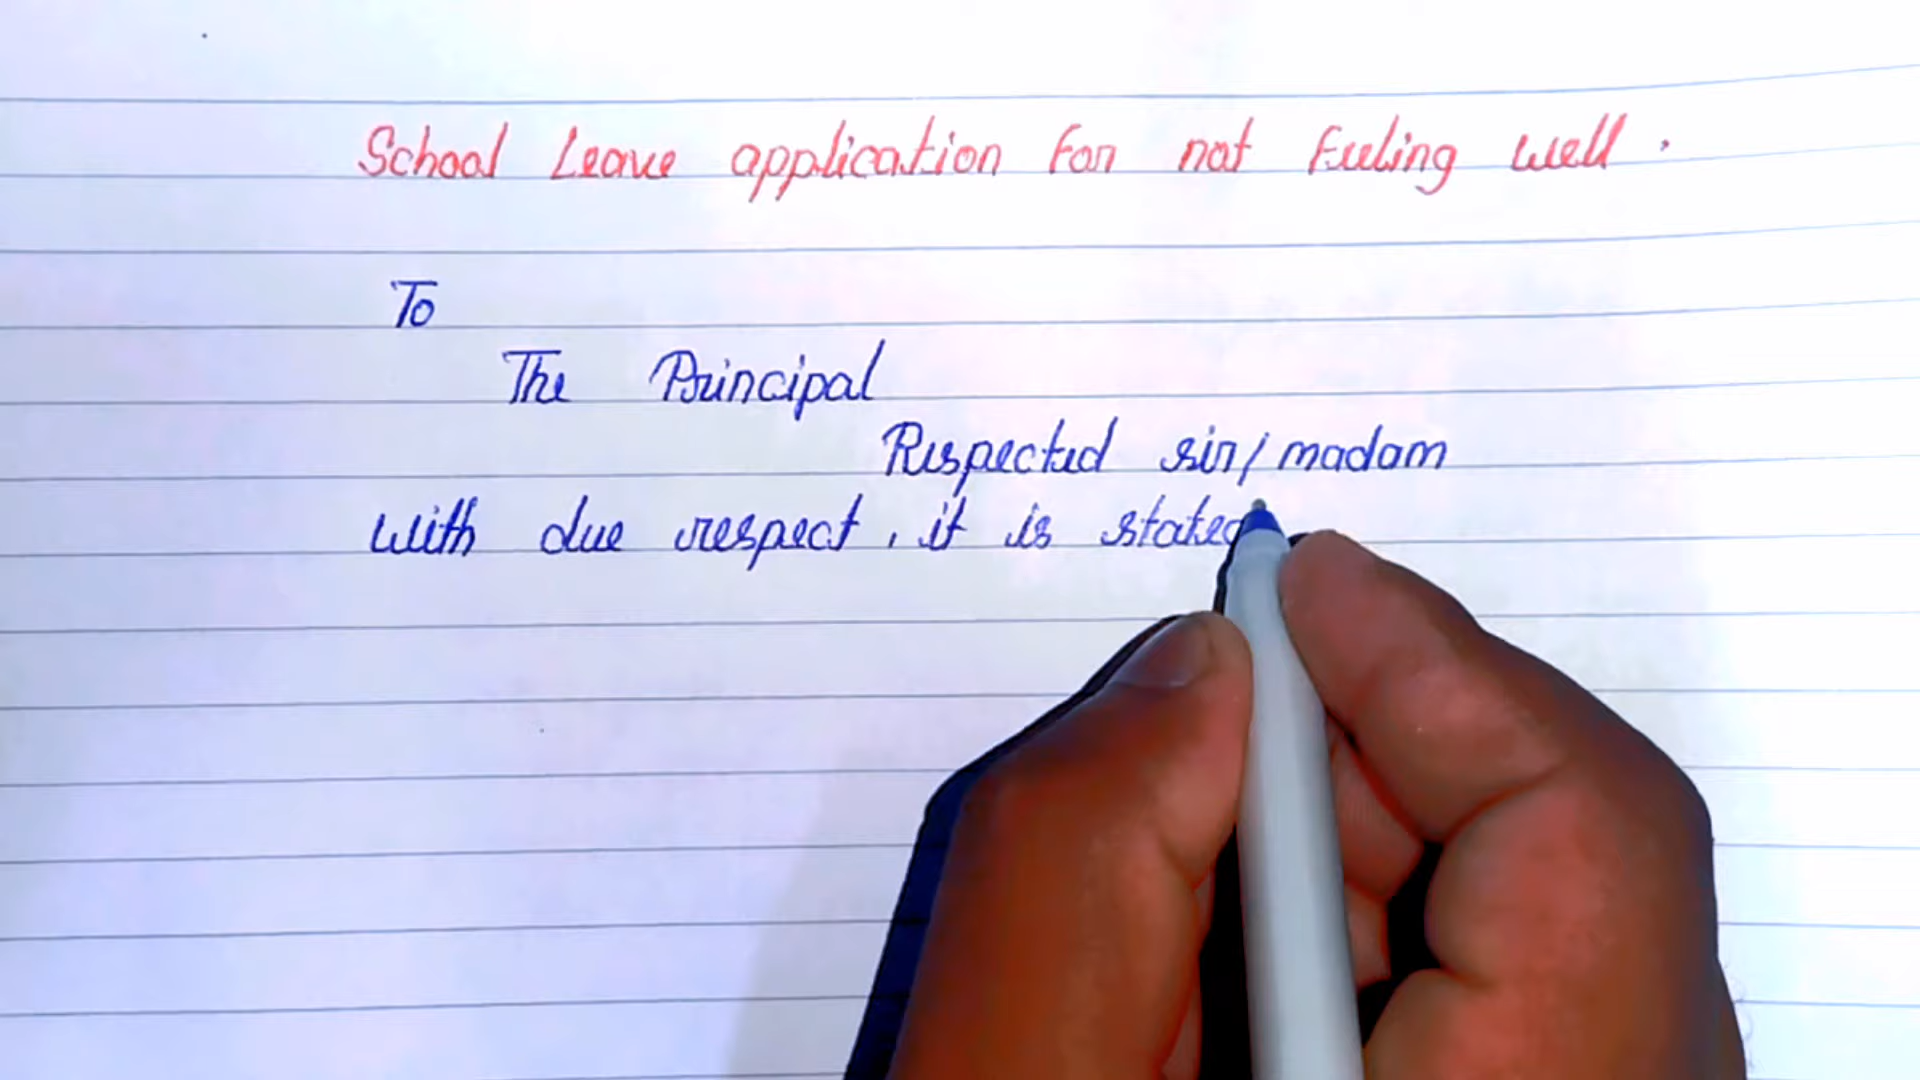 School Leave application for not feeling well.
To
The Principal
Respected sir/madam
with due respect, it is stated